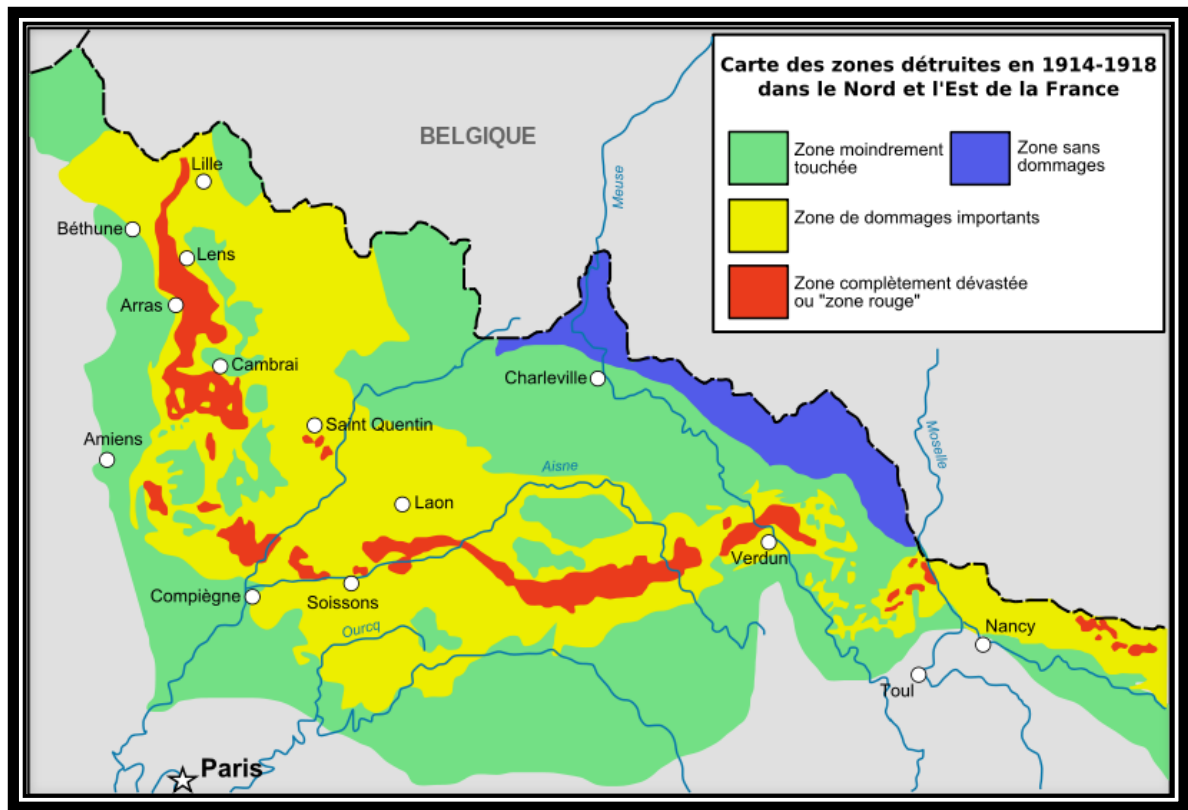 Carte des zones détruites en 1914-1918
dans le Nord et l'Est de la France
Zone moindrement
touchée
Zone sans
dommages
Zone de dommages importants
Zone complètement dévastée
ou "zone rouge"
BELGIQUE
Meuse
Lille
Béthune
Lens
Arras
Cambrai
Charleville
Saint Quentin
Amiens
Moselle
Aisne
Laon
Verdun
Compiègne
Soissons
Ourcq
Nancy
Toul
Paris